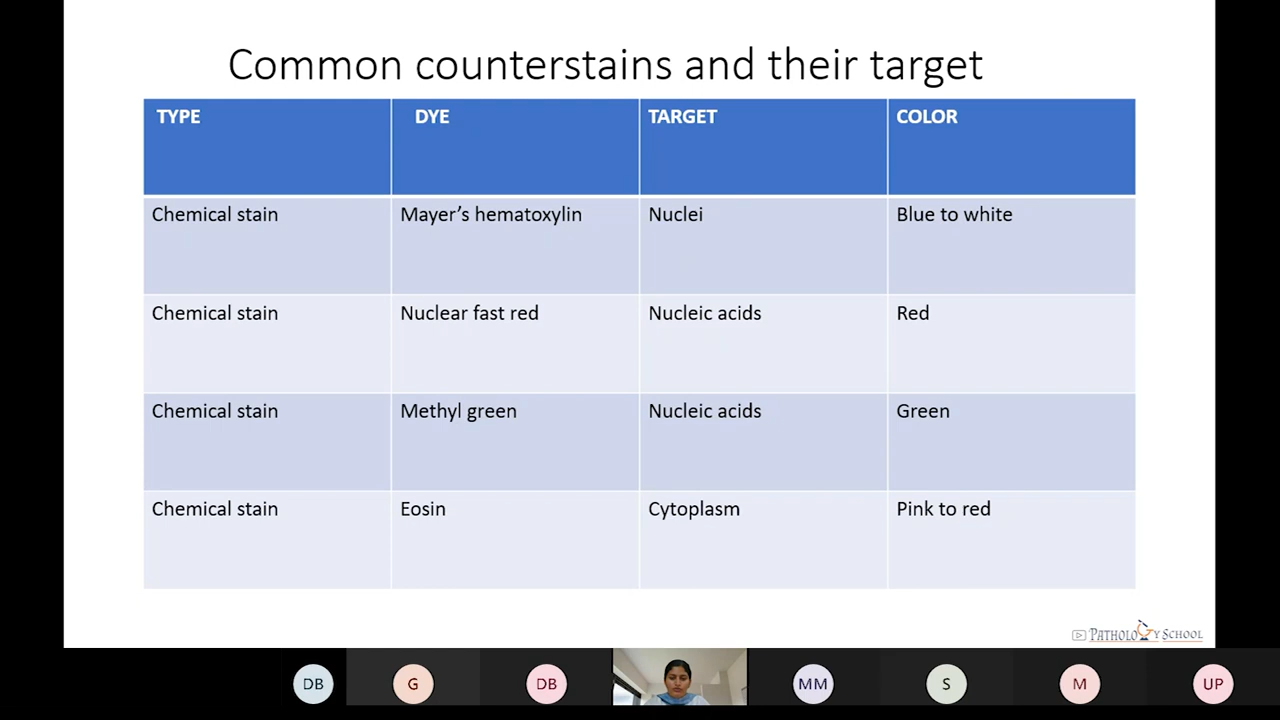 Common counterstains and their target
TYPE DYE TARGET COLOR
Chemical stain Mayer’s hematoxylin Nuclei Blue to white
Chemical stain Nuclear fast red Nucleic acids Red
Chemical stain Methyl green Nucleic acids Green
Chemical stain Eosin Cytoplasm Pink to red
PATHOLOGY SCHOOL
DB G DB MM S M UP